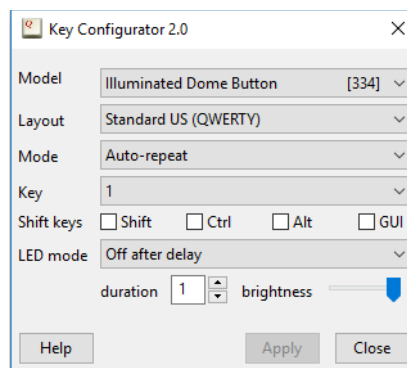 Key Configurator 2.0
Model Illuminated Dome Button [334]
Layout Standard US (QWERTY)
Mode Auto-repeat
Key 1
Shift keys Shift Ctrl Alt GUI
LED mode Off after delay
duration 1 brightness
Help Apply Close